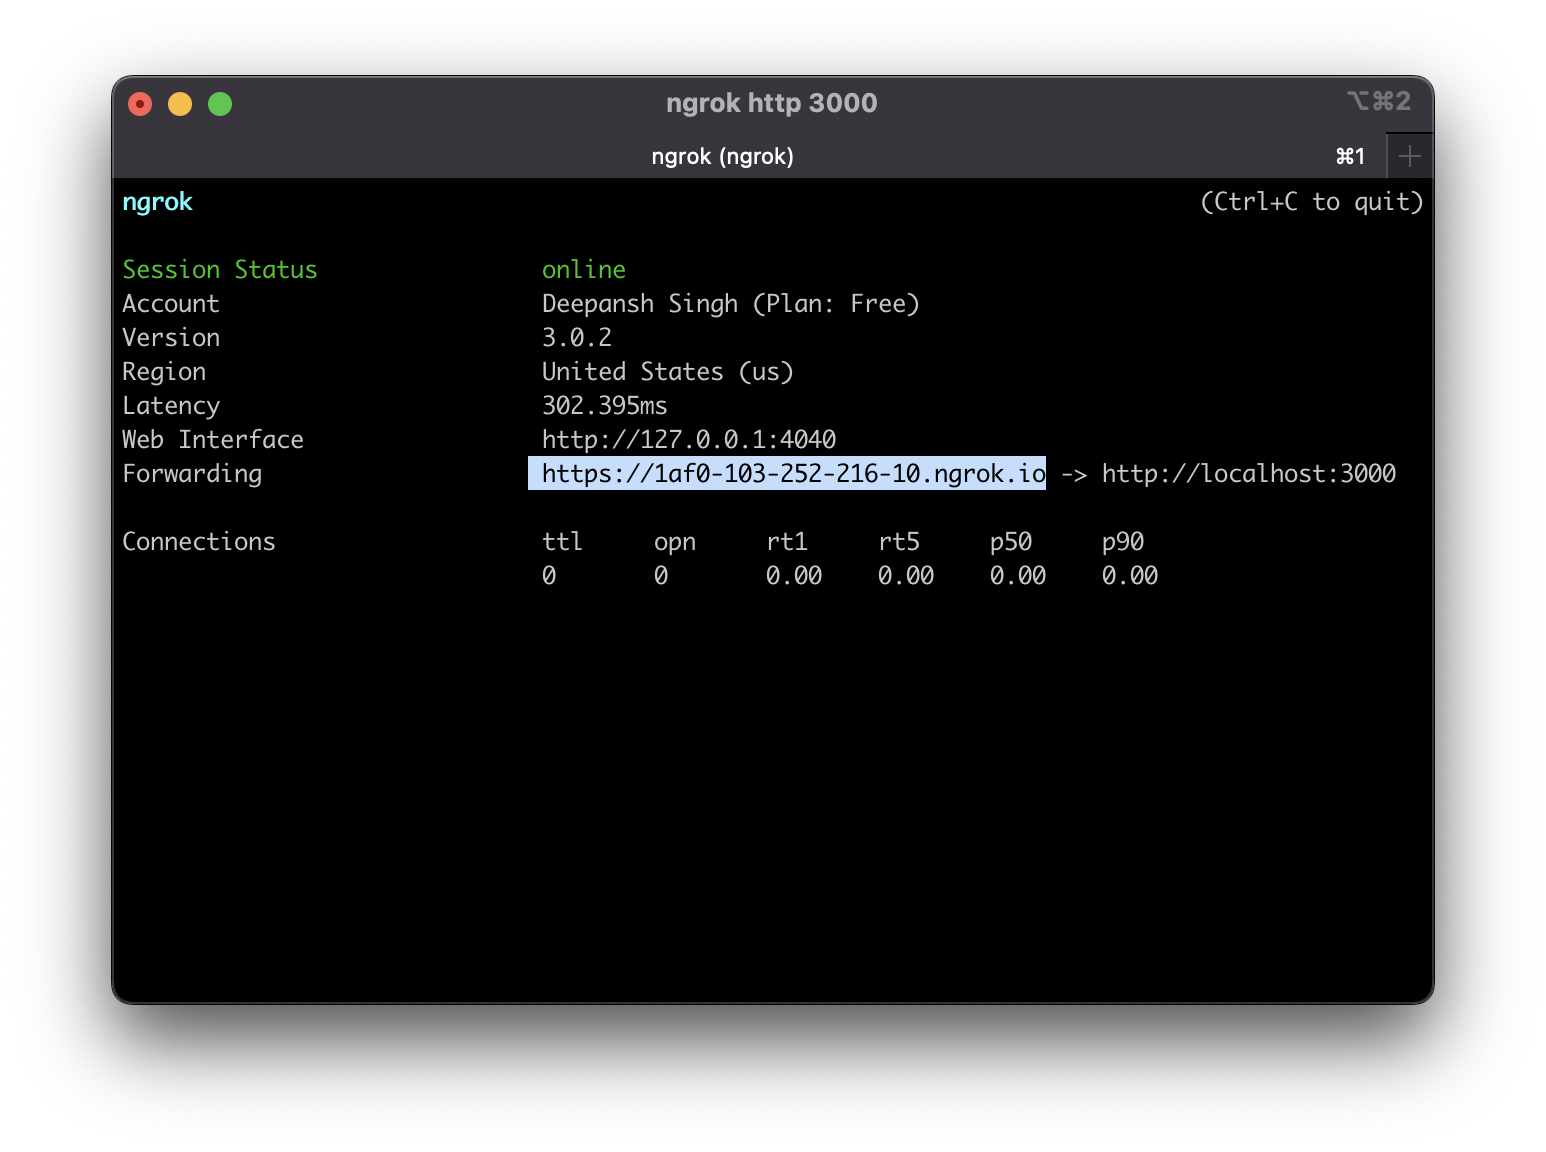 ngrok http 3000 ⌥⌘2
ngrok (ngrok) ⌘1
ngrok (Ctrl+C to quit)
Session Status online
Account Deepansh Singh (Plan: Free)
Version 3.0.2
Region United States (us)
Latency 302.395ms
Web Interface http://127.0.0.1:4040
Forwarding https://1af0-103-252-216-10.ngrok.io -> http://localhost:3000
Connections ttl opn rt1 rt5 p50 p90
0 0 0.00 0.00 0.00 0.00